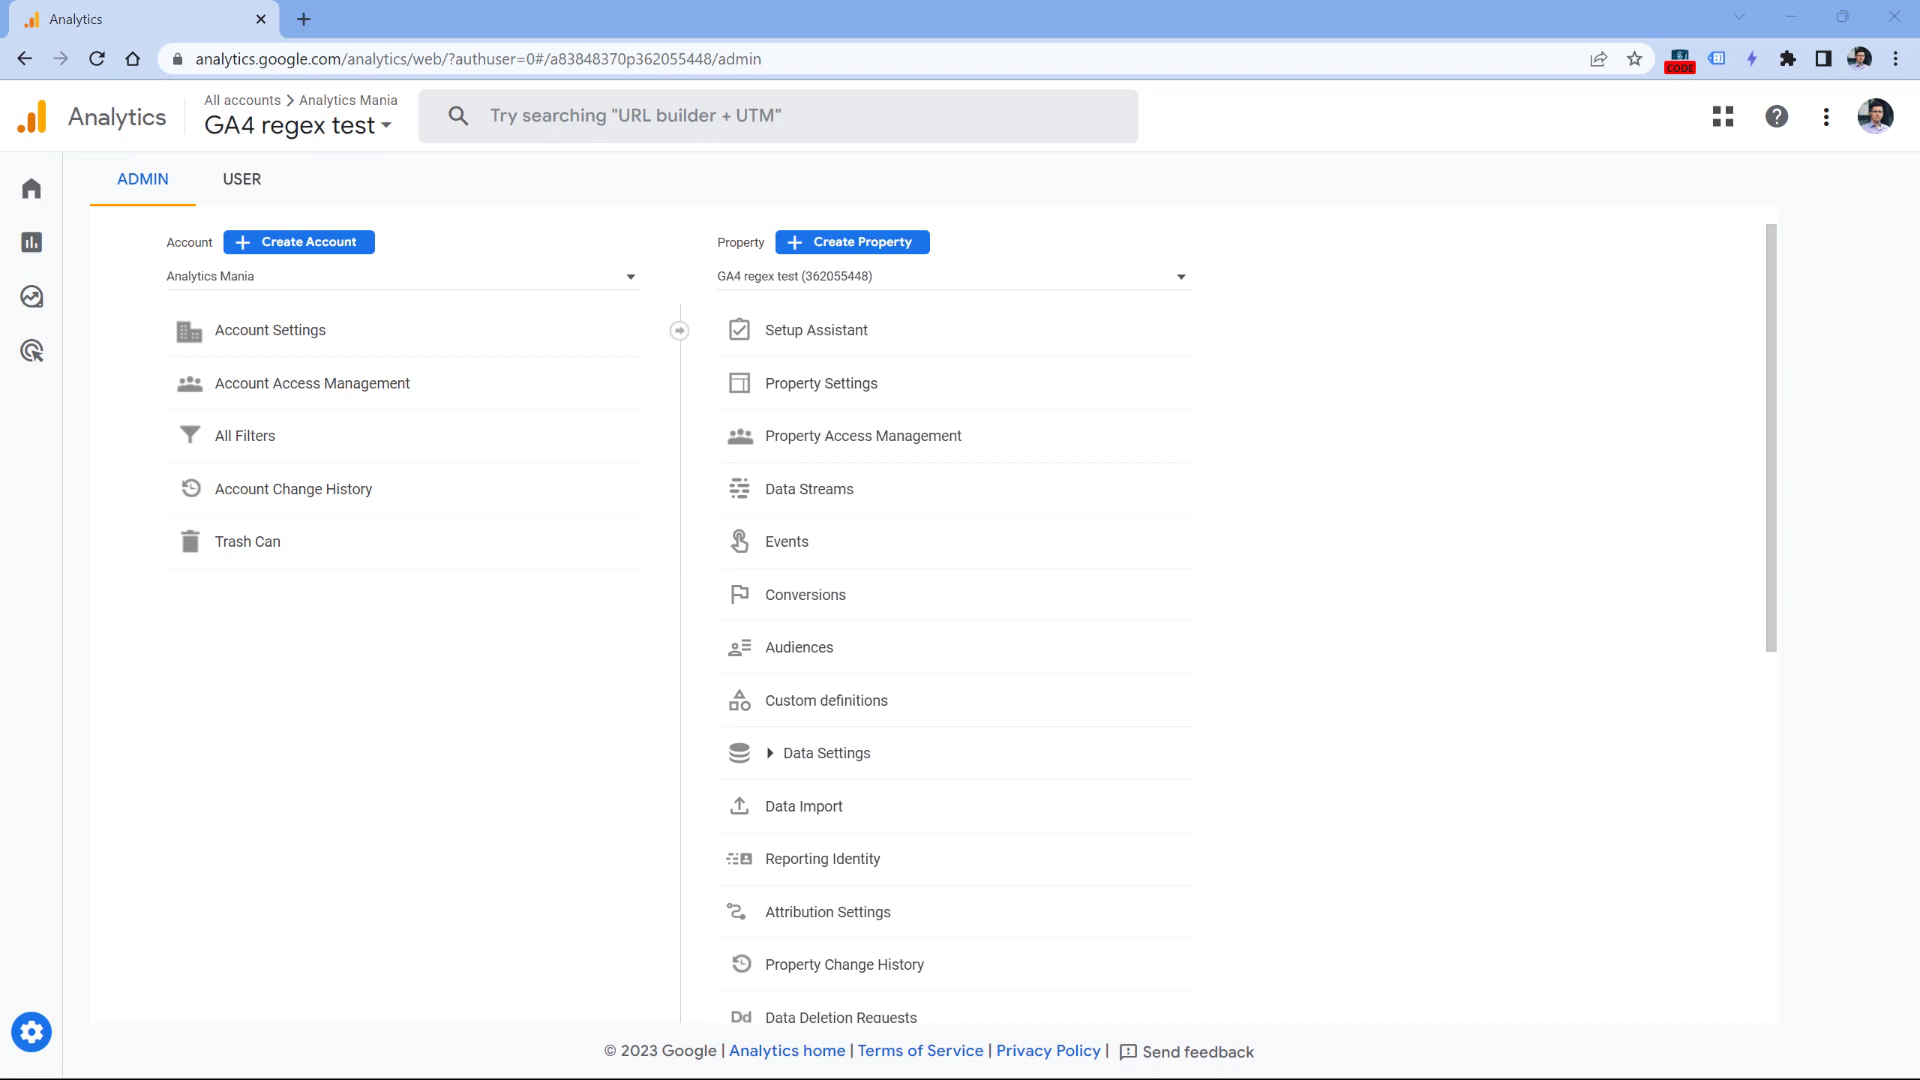 Analytics
analytics.google.com/analytics/web/?authuser=0#/a83848370p362055448/admin
CODE
Analytics
All accounts > Analytics Mania
GA4 regex test
Try searching "URL builder + UTM"
ADMIN
USER
Account
Create Account
Analytics Mania
Account Settings
Account Access Management
All Filters
Account Change History
Trash Can
Property
Create Property
GA4 regex test (362055448)
Setup Assistant
Property Settings
Property Access Management
Data Streams
Events
Conversions
Audiences
Custom definitions
Data Settings
Data Import
Reporting Identity
Attribution Settings
Property Change History
Dd Data Deletion Requests
© 2023 Google | Analytics home | Terms of Service | Privacy Policy | Send feedback